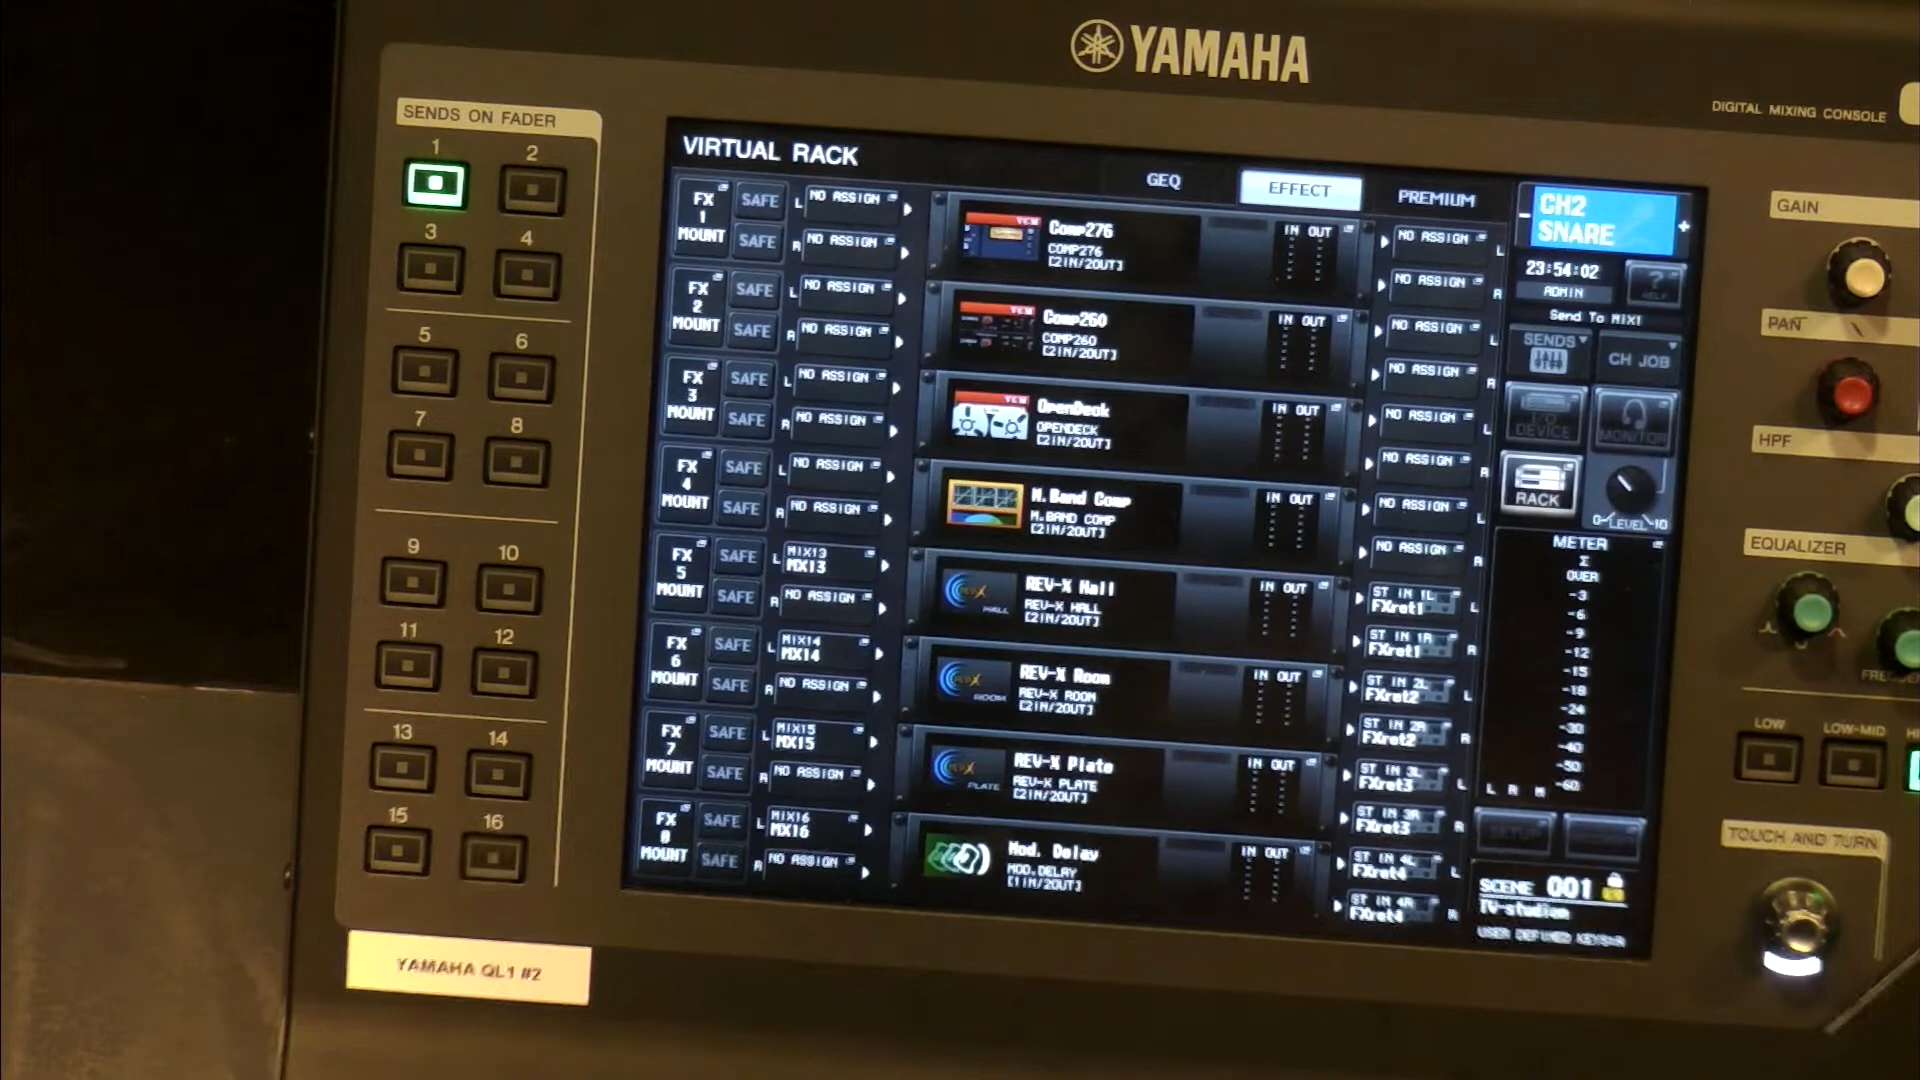 YAMAHA
DIGITAL MIXING CONSOLE
SENDS ON FADER
1
2
3
4
5
6
7
8
9
10
11
12
13
14
15
16
YAMAHA QL1 #2
VIRTUAL RACK
GEQ
EFFECT
PREMIUM
FX 1 MOUNT
SAFE
SAFE
L NO ASSIGN
R NO ASSIGN
Comp276
COMP276
[2IN/2OUT]
IN OUT
NO ASSIGN L
NO ASSIGN R
FX 2 MOUNT
SAFE
SAFE
L NO ASSIGN
R NO ASSIGN
Comp260
COMP260
[2IN/2OUT]
IN OUT
NO ASSIGN L
NO ASSIGN R
FX 3 MOUNT
SAFE
SAFE
L NO ASSIGN
R NO ASSIGN
OpenDeck
OPENDECK
[2IN/2OUT]
IN OUT
NO ASSIGN L
NO ASSIGN R
FX 4 MOUNT
SAFE
SAFE
L NO ASSIGN
R NO ASSIGN
M.Band Comp
M.BAND COMP
[2IN/2OUT]
IN OUT
NO ASSIGN L
NO ASSIGN R
FX 5 MOUNT
SAFE
SAFE
L MIX13 MX13
R NO ASSIGN
REV-X Hall
REV-X HALL
[2IN/2OUT]
IN OUT
ST IN 1L FXret1 L
ST IN 1R FXret1 R
FX 6 MOUNT
SAFE
SAFE
L MIX14 MX14
R NO ASSIGN
REV-X Room
REV-X ROOM
[2IN/2OUT]
IN OUT
ST IN 2L FXret2 L
ST IN 2R FXret2 R
FX 7 MOUNT
SAFE
SAFE
L MIX15 MX15
R NO ASSIGN
REV-X Plate
REV-X PLATE
[2IN/2OUT]
IN OUT
ST IN 3L FXret3 L
ST IN 3R FXret3 R
FX 8 MOUNT
SAFE
SAFE
L MIX16 MX16
R NO ASSIGN
Mod. Delay
MOD.DELAY
[1IN/2OUT]
IN OUT
ST IN 4L FXret4 L
ST IN 4R FXret4 R
- CH2 +
SNARE
23:54:02
ADMIN
? HELP
Send To MIX1
SENDS
CH JOB
I/O DEVICE
MONITOR
RACK
0 LEVEL 10
METER
Σ
OVER
-3
-6
-9
-12
-15
-18
-24
-30
-40
-50
-60
L R M
SETUP
SCENE 001
TV-studion
USER DEFINED KEYS
GAIN
PAN
HPF
EQUALIZER
LOW
LOW-MID
TOUCH AND TURN